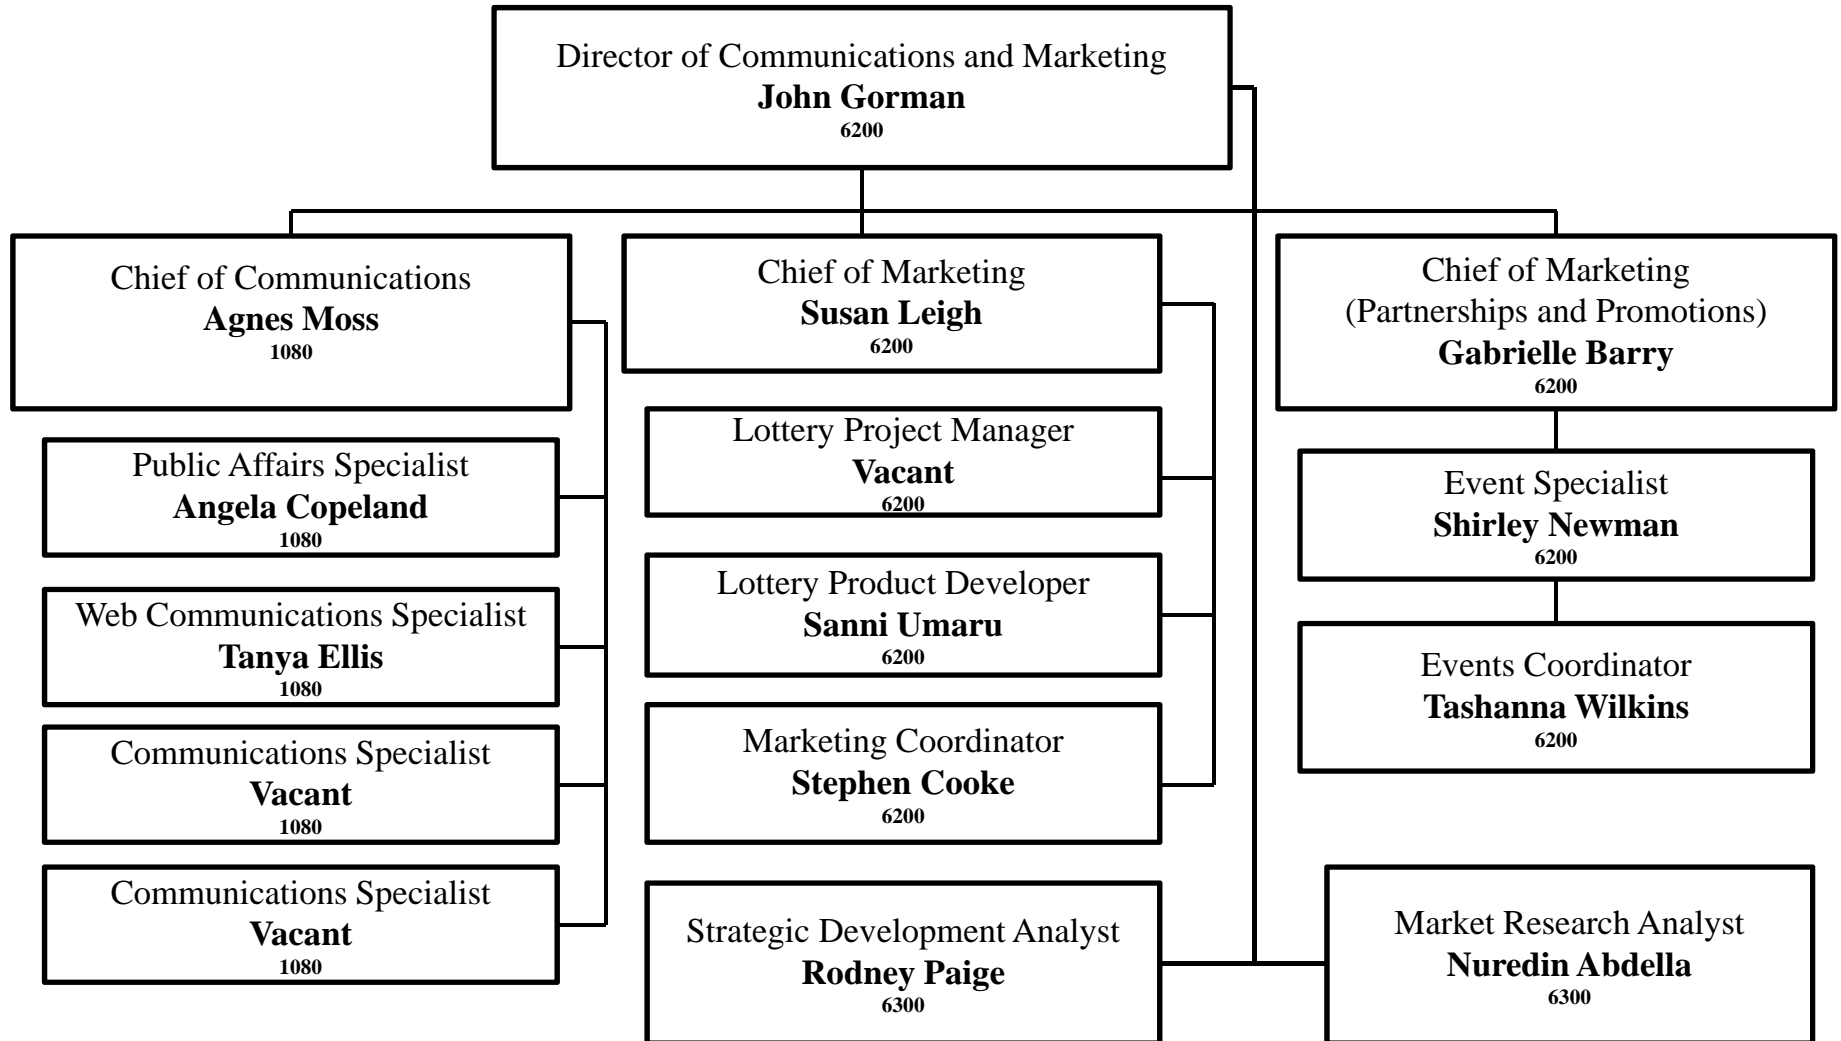 Director of Communications and Marketing
John Gorman
6200
Chief of Communications
Agnes Moss
1080
Public Affairs Specialist
Angela Copeland
1080
Web Communications Specialist
Tanya Ellis
1080
Communications Specialist
Vacant
1080
Communications Specialist
Vacant
1080
Chief of Marketing
Susan Leigh
6200
Lottery Project Manager
Vacant
6200
Lottery Product Developer
Sanni Umaru
6200
Marketing Coordinator
Stephen Cooke
6200
Strategic Development Analyst
Rodney Paige
6300
Chief of Marketing
(Partnerships and Promotions)
Gabrielle Barry
6200
Event Specialist
Shirley Newman
6200
Events Coordinator
Tashanna Wilkins
6200
Market Research Analyst
Nuredin Abdella
6300